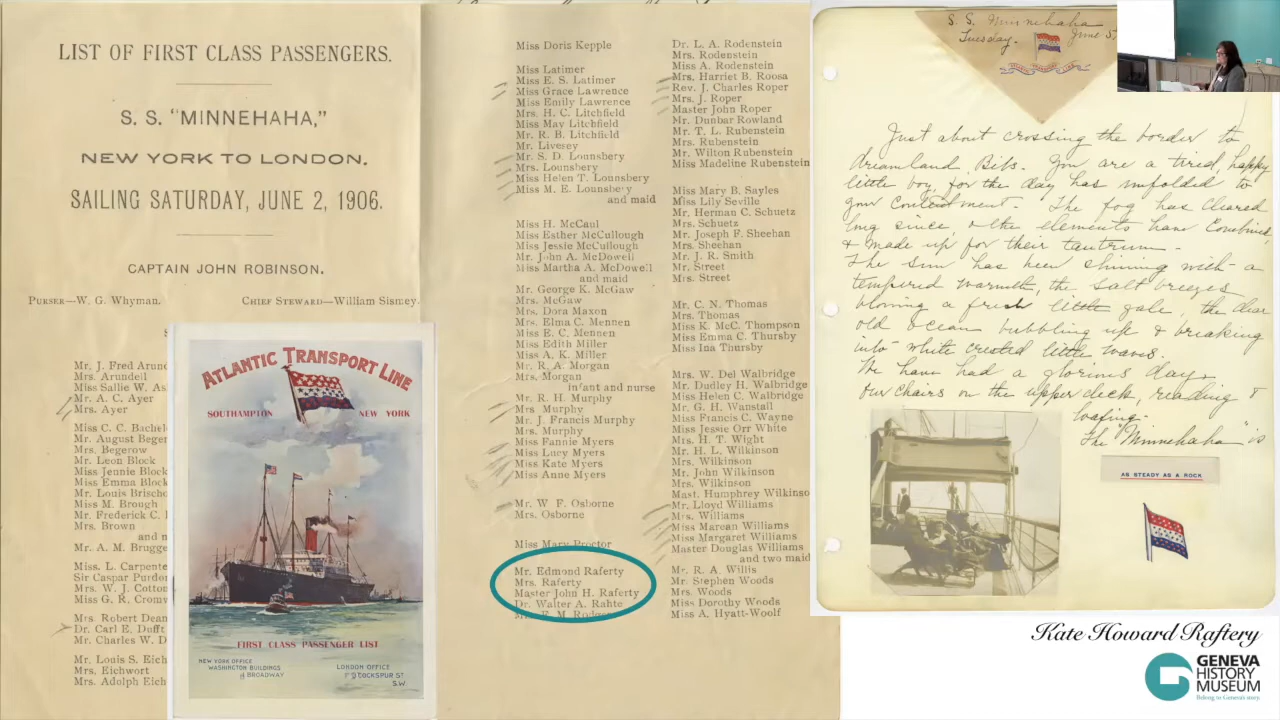 LIST OF FIRST CLASS PASSENGERS.
S. S. "MINNEHAHA,"
NEW YORK TO LONDON.
SAILING SATURDAY, JUNE 2, 1906.
CAPTAIN JOHN ROBINSON.
PURSER—W. G. WHYMAN.
CHIEF STEWARD—WILLIAM SISMEY.
Mr. J. Fred
Mrs. Arundell
Miss Sallie W.
Mr. A. C. Ayer
Mrs. Ayer
Miss C. C.
Mr. August
Mrs. Begerow
Mr. Leon Block
Miss Jennie Block
Miss Emma Block
Mr. Louis
Miss M. Brough
Mr. Frederick C.
Mrs. Brown
Mr. A. M.
Miss. L.
Sir Caspar
Mrs. W. J.
Miss G. R.
Mrs. Robert
Dr. Carl E. Dufft
Mr. Charles W. D
Mr. Louis S. Eich
Mrs. Eichwort
Mrs. Adolph Eich
ATLANTIC TRANSPORT LINE
SOUTHAMPTON NEW YORK
FIRST CLASS PASSENGER LIST
NEW YORK OFFICE
WASHINGTON BUILDINGS
BROADWAY
LONDON OFFICE
COCKSPUR ST
S.W.
Miss Doris Kepple
Miss Latimer
Miss E. S. Latimer
Miss Grace Lawrence
Miss Emily Lawrence
Mrs. H. C. Litchfield
Miss May Litchfield
Mr. R. B. Litchfield
Mr. Livesey
Mr. S. D. Lounsbery
Mrs. Lounsbery
Miss Helen T. Lounsbery
Miss M. E. Lounsbery
and maid
Miss H. McCaul
Miss Esther McCullough
Miss Jessie McCullough
Mr. John A. McDowell
Miss Martha A. McDowell
and maid
Mr. George K. McGaw
Mrs. McGaw
Mrs. Dora Maxon
Mrs. Elma C. Mennen
Miss E. C. Mennen
Miss Edith Miller
Miss A. K. Miller
Mr. R. A. Morgan
Mrs. Morgan
infant and nurse
Mr. R. H. Murphy
Mrs Murphy
Mr. J. Francis Murphy
Mrs. Murphy
Miss Fannie Myers
Miss Lucy Myers
Miss Kate Myers
Miss Anne Myers
Mr. W. F. Osborne
Mrs. Osborne
Miss Mary Proctor
Mr. Edmond Raferty
Mrs. Raferty
Master John H. Raferty
Dr. Walter A. Rahte
Dr. L. A. Rodenstein
Mrs. Rodenstein
Miss A. Rodenstein
Mrs. Harriet B. Roosa
Rev. J. Charles Roper
Mrs. J. Roper
Master John Roper
Mr. Dunbar Rowland
Mr. T. L. Rubenstein
Mrs. Rubenstein
Mr. Wilton Rubenstein
Miss Madeline Rubenstein
Miss Mary B. Sayles
Miss Lily Seville
Mr. Herman C. Schuetz
Mrs. Schuetz
Mr. Joseph F. Sheehan
Mrs. Sheehan
Mr. J. R. Smith
Mr. Street
Mrs. Street
Mr. C. N. Thomas
Mrs. Thomas
Miss K. McC. Thompson
Miss Emma C. Thursby
Miss Ina Thursby
Mrs. W. Del Walbridge
Mr. Dudley H. Walbridge
Miss Helen C. Walbridge
Mr. G. H. Wanstall
Miss Francis C. Wayne
Miss Jessie Orr White
Mrs. H. T. Wight
Mr. H. L. Wilkinson
Mrs. Wilkinson
Mr. John Wilkinson
Mrs. Wilkinson
Mast. Humphrey Wilkinso
Mr. Lloyd Williams
Mrs. Williams
Miss Marean Williams
Miss Margaret Williams
Master Douglas Williams
and two maid
Mr. R. A. Willis
Mr. Stephen Woods
Mrs. Woods
Miss Dorothy Woods
Miss A. Hyatt-Woolf
S. S. Minnehaha
Tuesday. June 5
Just about crossing the border to
dreamland, Bibs. You are a tired, happy
little boy, for the day has unfolded to
your contentment. The fog has cleared
long since, & the elements have combined,
& made up for their tantrum -
The sun has been shining with a
tempered warmth, the salt breezes
blowing a fresh little gale, the dear
old ocean bubbling up & breaking
into white crested little waves.
We have had a glorious day,
our chairs on the upper deck, reading &
loafing.
The "Minnehaha" is
AS STEADY AS A ROCK.
Kate Howard Raftery
GENEVA
HISTORY
MUSEUM
Belong to Geneva's story.